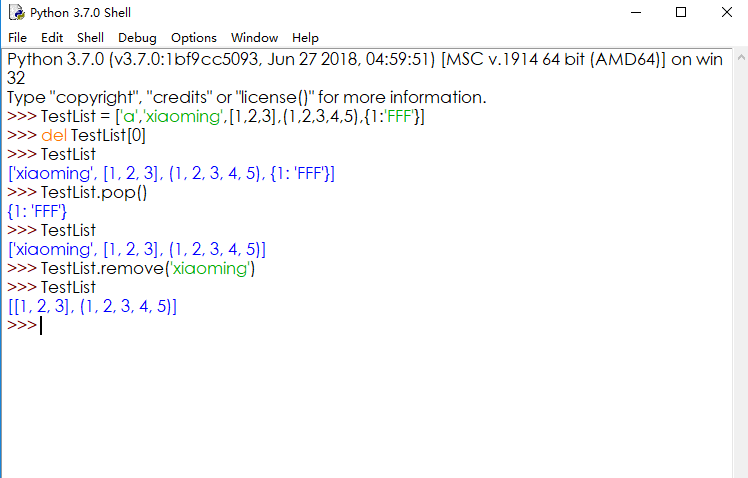 Python 3.7.0 Shell
File Edit Shell Debug Options Window Help
Python 3.7.0 (v3.7.0:1bf9cc5093, Jun 27 2018, 04:59:51) [MSC v.1914 64 bit (AMD64)] on win
32
Type "copyright", "credits" or "license()" for more information.
>>> TestList = ['a','xiaoming',[1,2,3],(1,2,3,4,5),{1:'FFF'}]
>>> del TestList[0]
>>> TestList
['xiaoming', [1, 2, 3], (1, 2, 3, 4, 5), {1: 'FFF'}]
>>> TestList.pop()
{1: 'FFF'}
>>> TestList
['xiaoming', [1, 2, 3], (1, 2, 3, 4, 5)]
>>> TestList.remove('xiaoming')
>>> TestList
[[1, 2, 3], (1, 2, 3, 4, 5)]
>>>